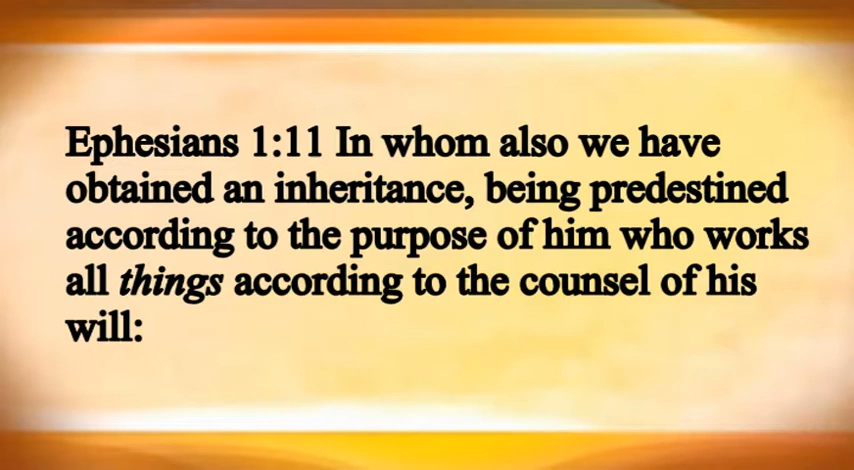 Ephesians 1:11 In whom also we have
obtained an inheritance, being predestined
according to the purpose of him who works
all things according to the counsel of his
will: